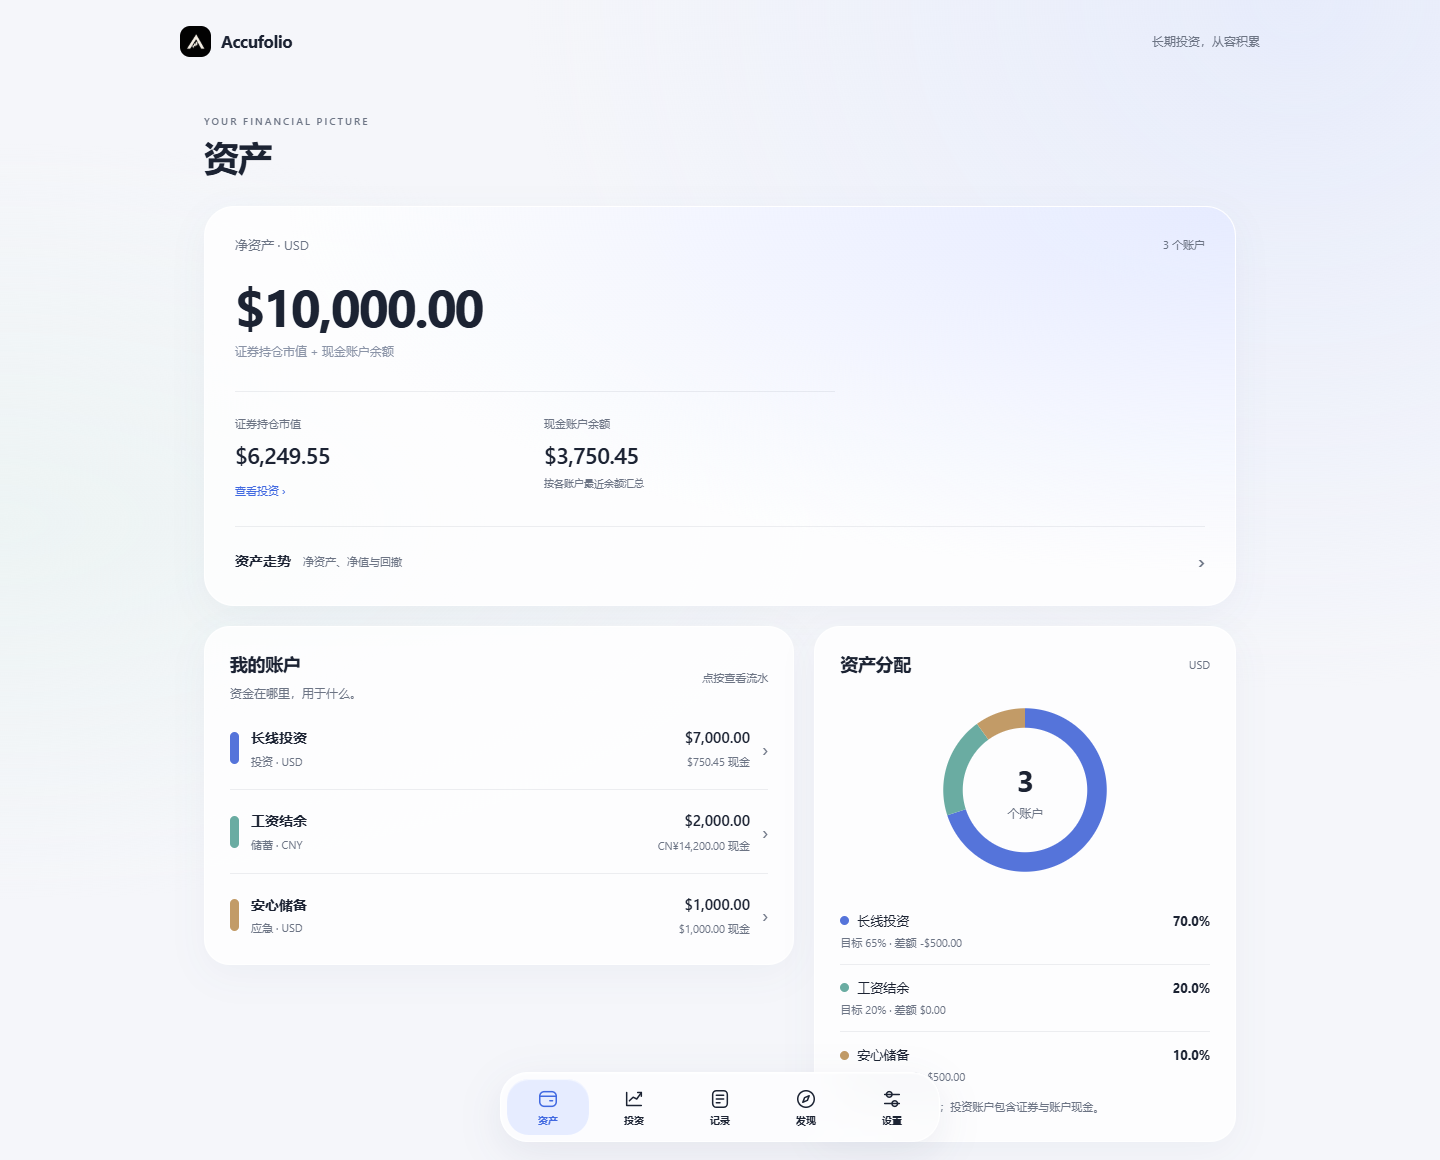 Accufolio
长期投资，从容积累
YOUR FINANCIAL PICTURE
资产
净资产 · USD
3 个账户
$10,000.00
证券持仓市值 + 现金账户余额
证券持仓市值
现金账户余额
$6,249.55
$3,750.45
查看投资 ›
按各账户最近余额汇总
资产走势 净资产、净值与回撤
›
我的账户
资金在哪里，用于什么。
点按查看流水
长线投资
$7,000.00
投资 · USD
$750.45 现金
›
工资结余
$2,000.00
储蓄 · CNY
CN¥14,200.00 现金
›
安心储备
$1,000.00
应急 · USD
$1,000.00 现金
›
资产分配
USD
3
个账户
长线投资
70.0%
目标 65% · 差额 -$500.00
工资结余
20.0%
目标 20% · 差额 $0.00
安心储备
10.0%
$500.00
；投资账户包含证券与账户现金。
资产
投资
记录
发现
设置